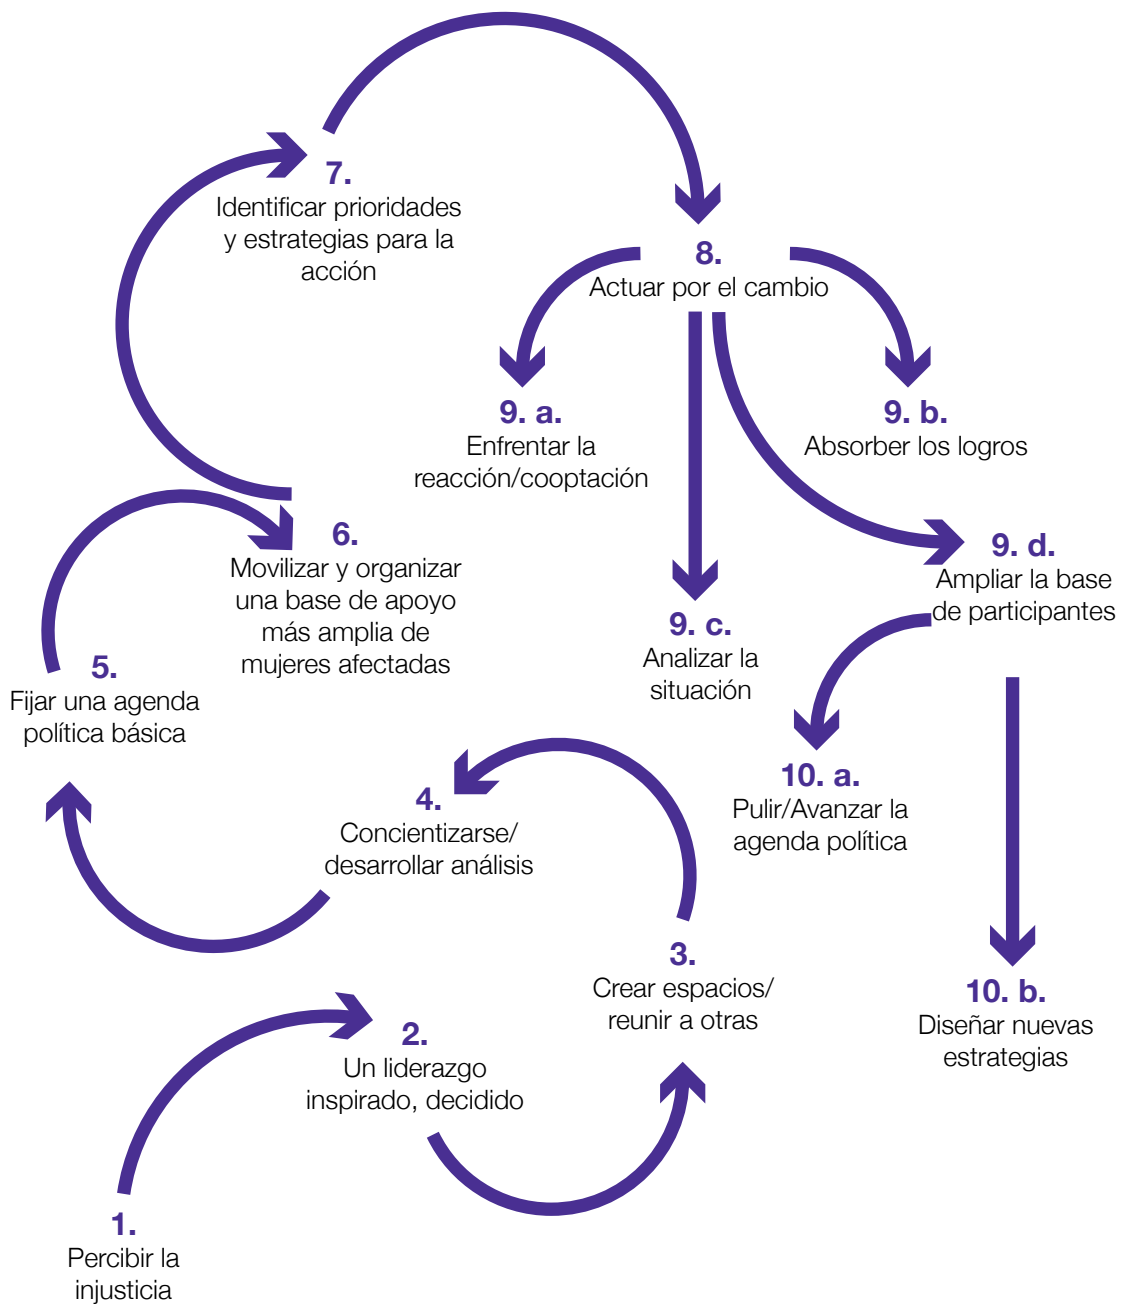 7.
Identificar prioridades
y estrategias para la
acción
8.
Actuar por el cambio
9. a.
Enfrentar la
reacción/cooptación
9. b.
Absorber los logros
9. c.
Analizar la
situación
9. d.
Ampliar la base
de participantes
6.
Movilizar y organizar
una base de apoyo
más amplia de
mujeres afectadas
5.
Fijar una agenda
política básica
10. a.
Pulir/Avanzar la
agenda política
4.
Concientizarse/
desarrollar análisis
3.
Crear espacios/
reunir a otras
10. b.
Diseñar nuevas
estrategias
2.
Un liderazgo
inspirado, decidido
1.
Percibir la
injusticia